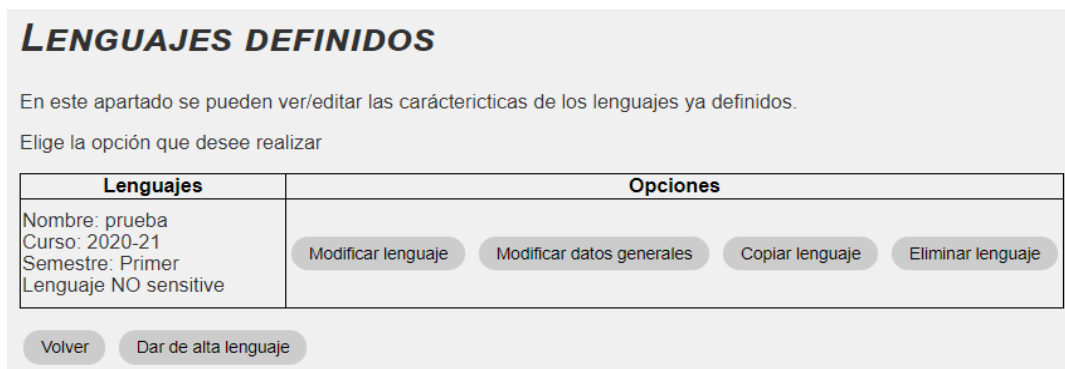 LENGUAJES DEFINIDOS
En este apartado se pueden ver/editar las caráctericticas de los lenguajes ya definidos.
Elige la opción que desee realizar
Lenguajes Opciones
Nombre: prueba
Curso: 2020-21
Semestre: Primer
Lenguaje NO sensitive
Modificar lenguaje Modificar datos generales Copiar lenguaje Eliminar lenguaje
Volver Dar de alta lenguaje